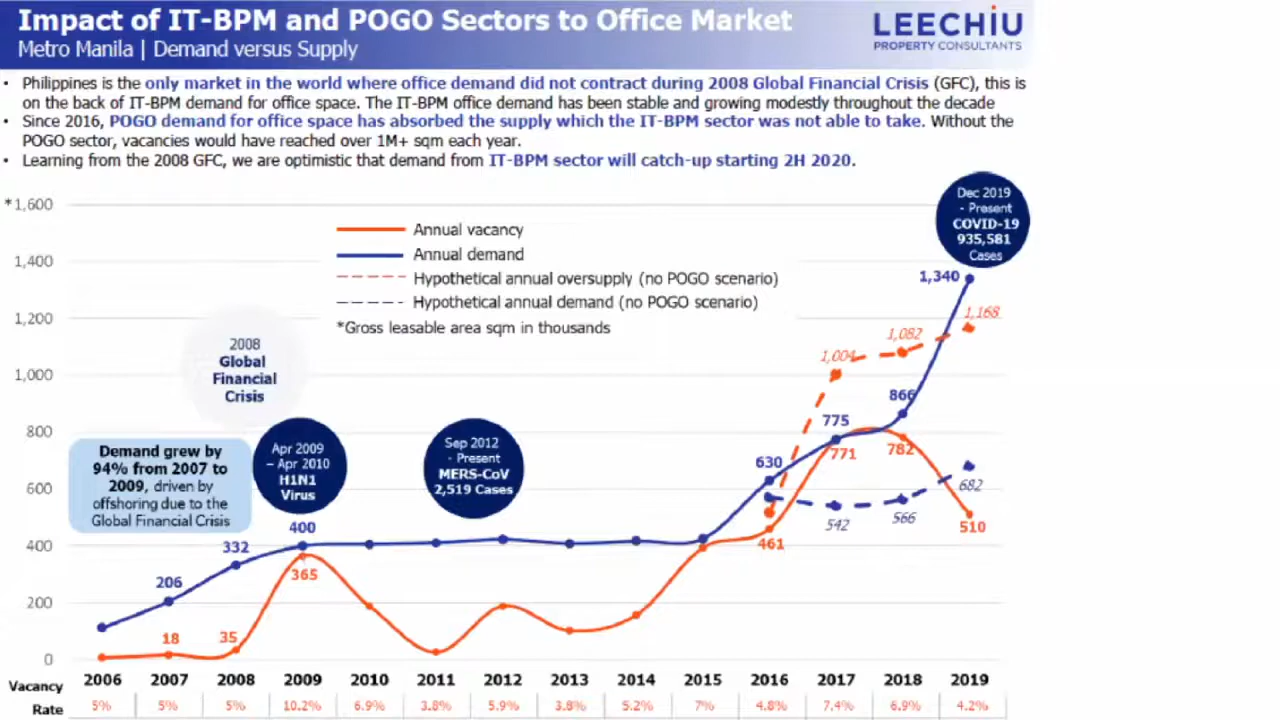 Impact of IT-BPM and POGO Sectors to Office Market
Metro Manila | Demand versus Supply
LEECHIU
PROPERTY CONSULTANTS
• Philippines is the only market in the world where office demand did not contract during 2008 Global Financial Crisis (GFC), this is
on the back of IT-BPM demand for office space. The IT-BPM office demand has been stable and growing modestly throughout the decade
• Since 2016, POGO demand for office space has absorbed the supply which the IT-BPM sector was not able to take. Without the
POGO sector, vacancies would have reached over 1M+ sqm each year.
• Learning from the 2008 GFC, we are optimistic that demand from IT-BPM sector will catch-up starting 2H 2020.
*1,600
1,400
1,200
1,000
800
600
400
200
0
Annual vacancy
Annual demand
Hypothetical annual oversupply (no POGO scenario)
Hypothetical annual demand (no POGO scenario)
*Gross leasable area sqm in thousands
Dec 2019
- Present
COVID-19
935,581
Cases
2008
Global
Financial
Crisis
Demand grew by
94% from 2007 to
2009, driven by
offshoring due to the
Global Financial Crisis
Apr 2009
– Apr 2010
H1N1
Virus
Sep 2012
- Present
MERS-CoV
2,519 Cases
206
332
400
630
775
866
1,340
18
35
365
461
771
782
510
1,004
1,082
1,168
542
566
682
2006 2007 2008 2009 2010 2011 2012 2013 2014 2015 2016 2017 2018 2019
Vacancy
Rate
5% 5% 5% 10.2% 6.9% 3.8% 5.9% 3.8% 5.2% 7% 4.8% 7.4% 6.9% 4.2%